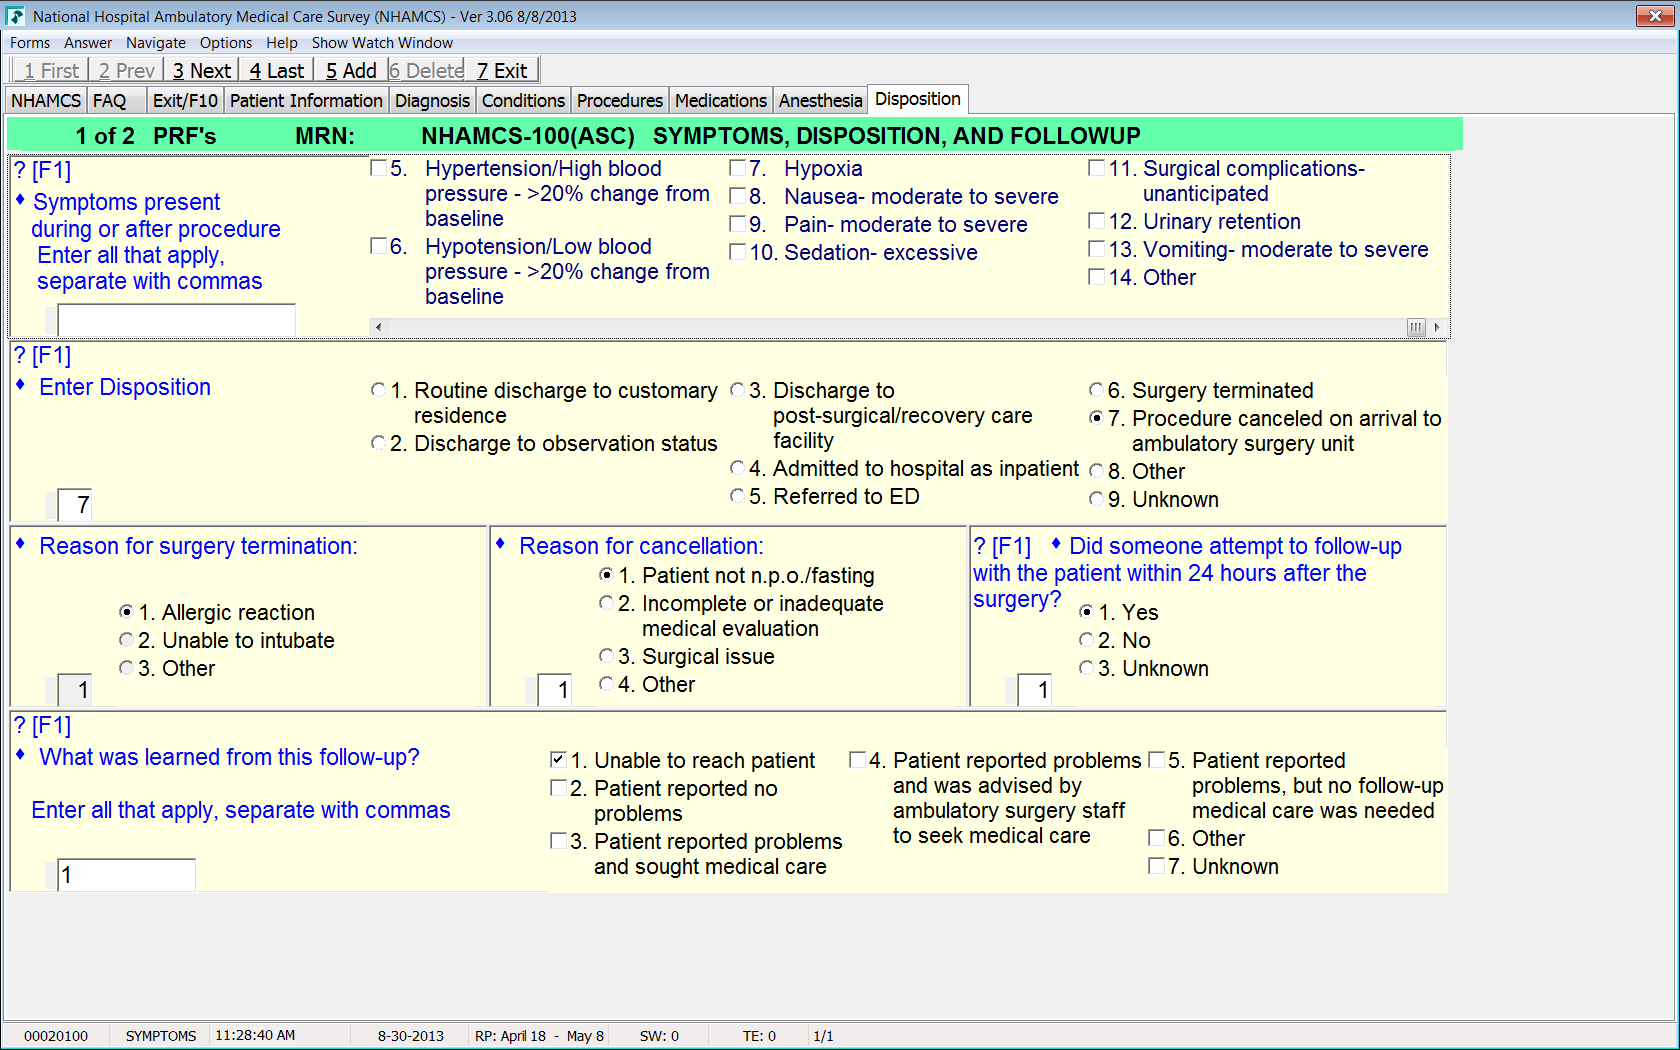 National Hospital Ambulatory Medical Care Survey (NHAMCS) - Ver 3.06 8/8/2013
Forms Answer Navigate Options Help Show Watch Window
1 First 2 Prev 3 Next 4 Last 5 Add 6 Delete 7 Exit
NHAMCS FAQ Exit/F10 Patient Information Diagnosis Conditions Procedures Medications Anesthesia Disposition
1 of 2 PRF's MRN: NHAMCS-100(ASC) SYMPTOMS, DISPOSITION, AND FOLLOWUP
? [F1]
Symptoms present
during or after procedure
Enter all that apply,
separate with commas
5. Hypertension/High blood
pressure - >20% change from
baseline
6. Hypotension/Low blood
pressure - >20% change from
baseline
7. Hypoxia
8. Nausea- moderate to severe
9. Pain- moderate to severe
10. Sedation- excessive
11. Surgical complications-
unanticipated
12. Urinary retention
13. Vomiting- moderate to severe
14. Other
? [F1]
Enter Disposition
7
1. Routine discharge to customary
residence
2. Discharge to observation status
3. Discharge to
post-surgical/recovery care
facility
4. Admitted to hospital as inpatient
5. Referred to ED
6. Surgery terminated
7. Procedure canceled on arrival to
ambulatory surgery unit
8. Other
9. Unknown
Reason for surgery termination:
1. Allergic reaction
2. Unable to intubate
3. Other
1
Reason for cancellation:
1. Patient not n.p.o./fasting
2. Incomplete or inadequate
medical evaluation
3. Surgical issue
4. Other
1
? [F1] Did someone attempt to follow-up
with the patient within 24 hours after the
surgery?
1. Yes
2. No
3. Unknown
1
? [F1]
What was learned from this follow-up?
Enter all that apply, separate with commas
1
1. Unable to reach patient
2. Patient reported no
problems
3. Patient reported problems
and sought medical care
4. Patient reported problems
and was advised by
ambulatory surgery staff
to seek medical care
5. Patient reported
problems, but no follow-up
medical care was needed
6. Other
7. Unknown
00020100 SYMPTOMS 11:28:40 AM 8-30-2013 RP: April 18 - May 8 SW: 0 TE: 0 1/1